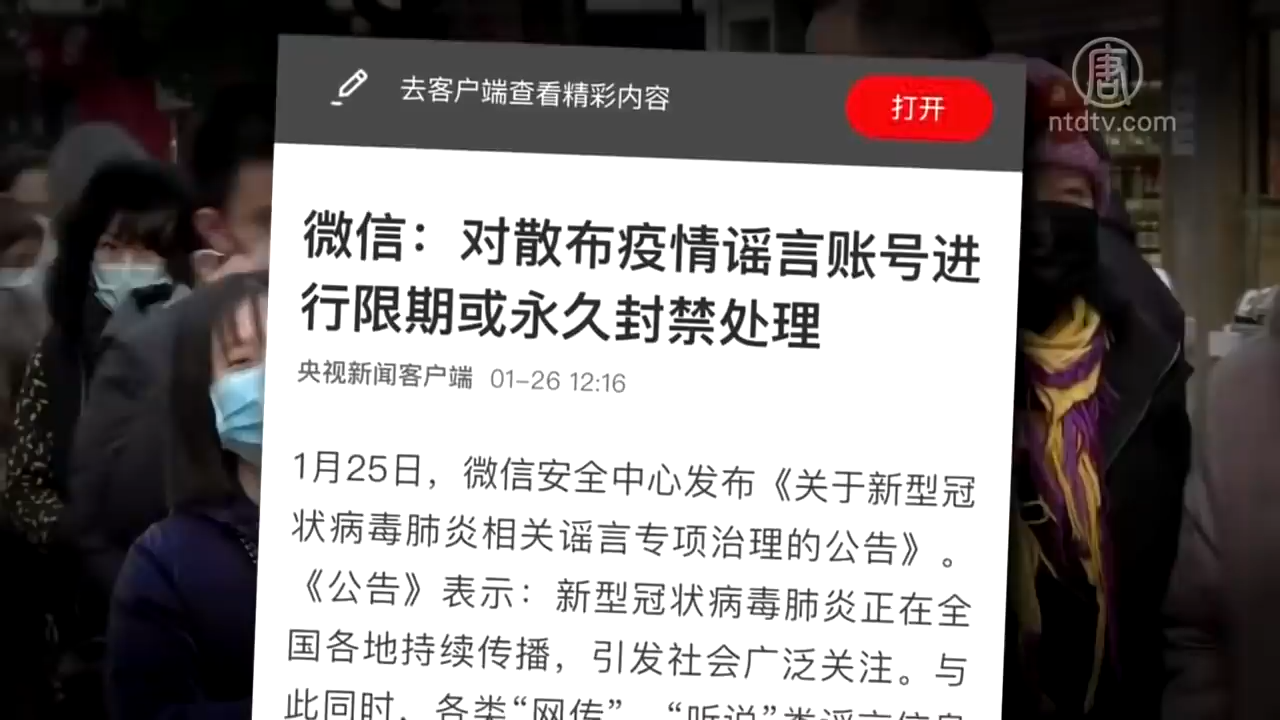 去客户端查看精彩内容
打开
唐
ntdtv.com
微信：对散布疫情谣言账号进
行限期或永久封禁处理
央视新闻客户端 01-26 12:16
1月25日，微信安全中心发布《关于新型冠
状病毒肺炎相关谣言专项治理的公告》。
《公告》表示：新型冠状病毒肺炎正在全
国各地持续传播，引发社会广泛关注。与
此同时，各类“网传”、“听说”类谣言信息